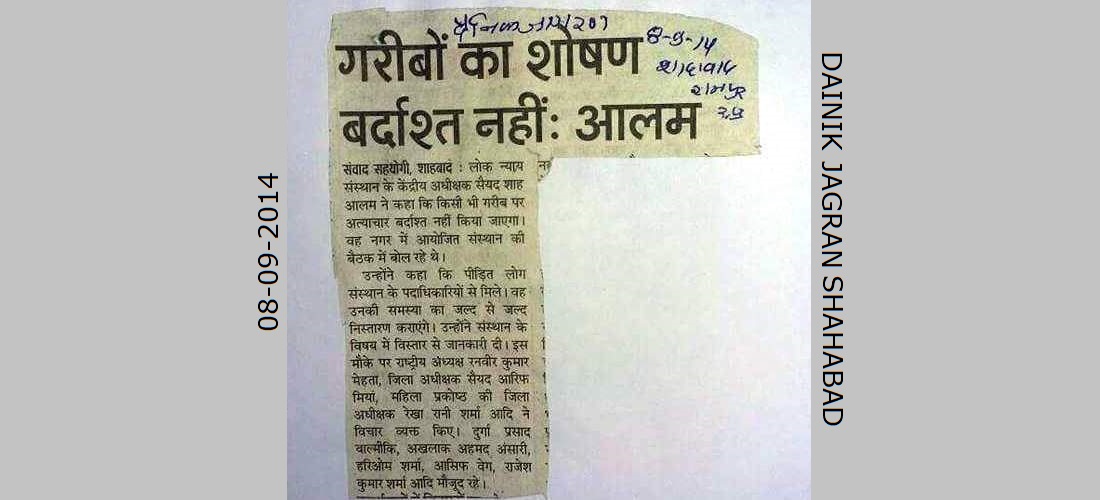 दैनिक जागरण
8-9-14
शाहबाद
रामपुर
उ.प्र
गरीबों का शोषण
बर्दाश्त नहींः आलम
संवाद सहयोगी, शाहबाद : लोक न्याय
संस्थान के केंद्रीय अधीक्षक सैयद शाह
आलम ने कहा कि किसी भी गरीब पर
अत्याचार बर्दाश्त नहीं किया जाएगा।
वह नगर में आयोजित संस्थान की
बैठक में बोल रहे थे।
उन्होंने कहा कि पीड़ित लोग
संस्थान के पदाधिकारियों से मिले। वह
उनकी समस्या का जल्द से जल्द
निस्तारण कराएंगे। उन्होंने संस्थान के
विषय में विस्तार से जानकारी दी। इस
मौके पर राष्ट्रीय अध्यक्ष रनवीर कुमार
मेहता, जिला अधीक्षक सैयद आरिफ
मियां, महिला प्रकोष्ठ की जिला
अधीक्षक रेखा रानी शर्मा आदि ने
विचार व्यक्त किए। दुर्गा प्रसाद
वाल्मीकि, अखलाक अहमद अंसारी,
हरिओम शर्मा, आसिफ वेग, राजेश
कुमार शर्मा आदि मौजूद रहे।
08-09-2014
DAINIK JAGRAN SHAHABAD